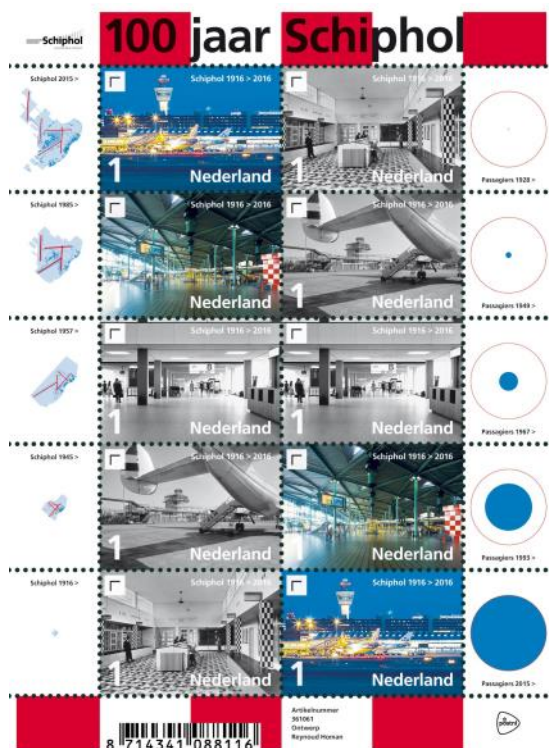 Schiphol
100 jaar Schiphol
Schiphol 2015 >
Schiphol 1916 > 2016
1 Nederland
Schiphol 1916 > 2016
1 Nederland
Passagiers 1928 >
Schiphol 1985 >
Schiphol 1916 > 2016
1 Nederland
Schiphol 1916 > 2016
1 Nederland
Passagiers 1949 >
Schiphol 1957 >
Schiphol 1916 > 2016
1 Nederland
Schiphol 1916 > 2016
1 Nederland
Passagiers 1967 >
Schiphol 1945 >
Schiphol 1916 > 2016
1 Nederland
Schiphol 1916 > 2016
1 Nederland
Passagiers 1993 >
Schiphol 1916 >
Schiphol 1916 > 2016
1 Nederland
Schiphol 1916 > 2016
1 Nederland
Passagiers 2015 >
8 714341 088116
Artikelnummer
361061
Ontwerp
Reynoud Homan
postnl